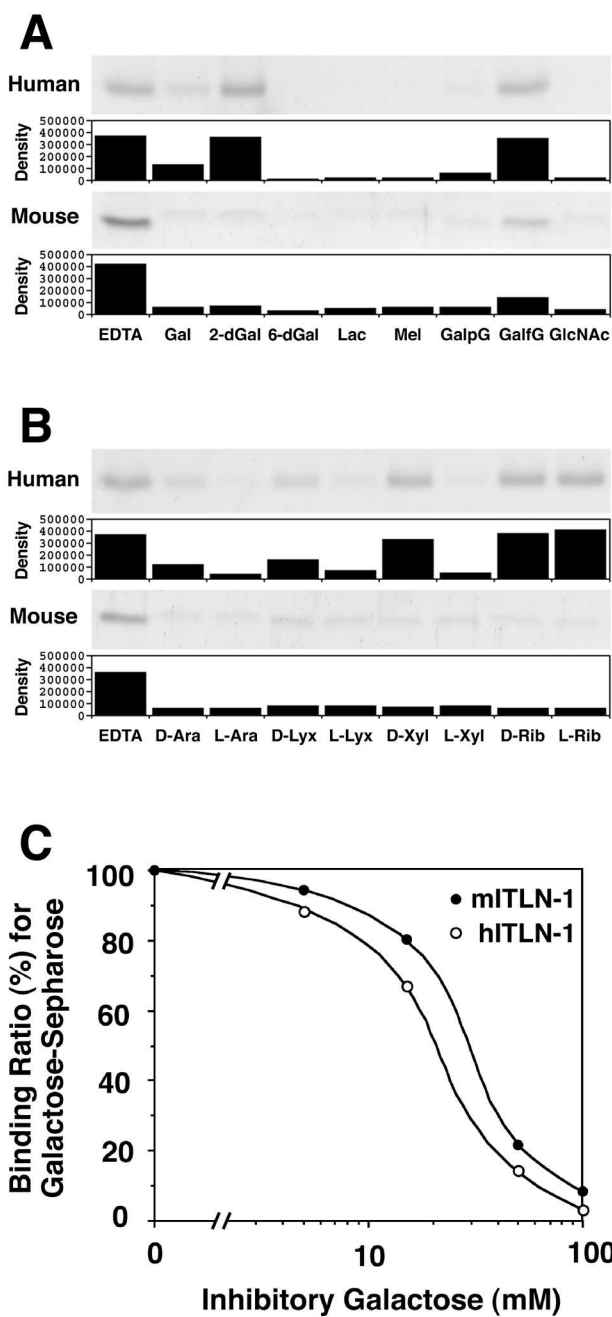 A
Human
Density
500000
400000
300000
200000
100000
0
Mouse
Density
500000
400000
300000
200000
100000
0
EDTA Gal 2-dGal 6-dGal Lac Mel GalpG GalfG GlcNAc
B
Human
Density
500000
400000
300000
200000
100000
0
Mouse
Density
500000
400000
300000
200000
100000
0
EDTA D-Ara L-Ara D-Lyx L-Lyx D-Xyl L-Xyl D-Rib L-Rib
C
Binding Ratio (%) for
Galactose-Sepharose
100
80
60
40
20
0
mITLN-1
hITLN-1
0 10 100
Inhibitory Galactose (mM)